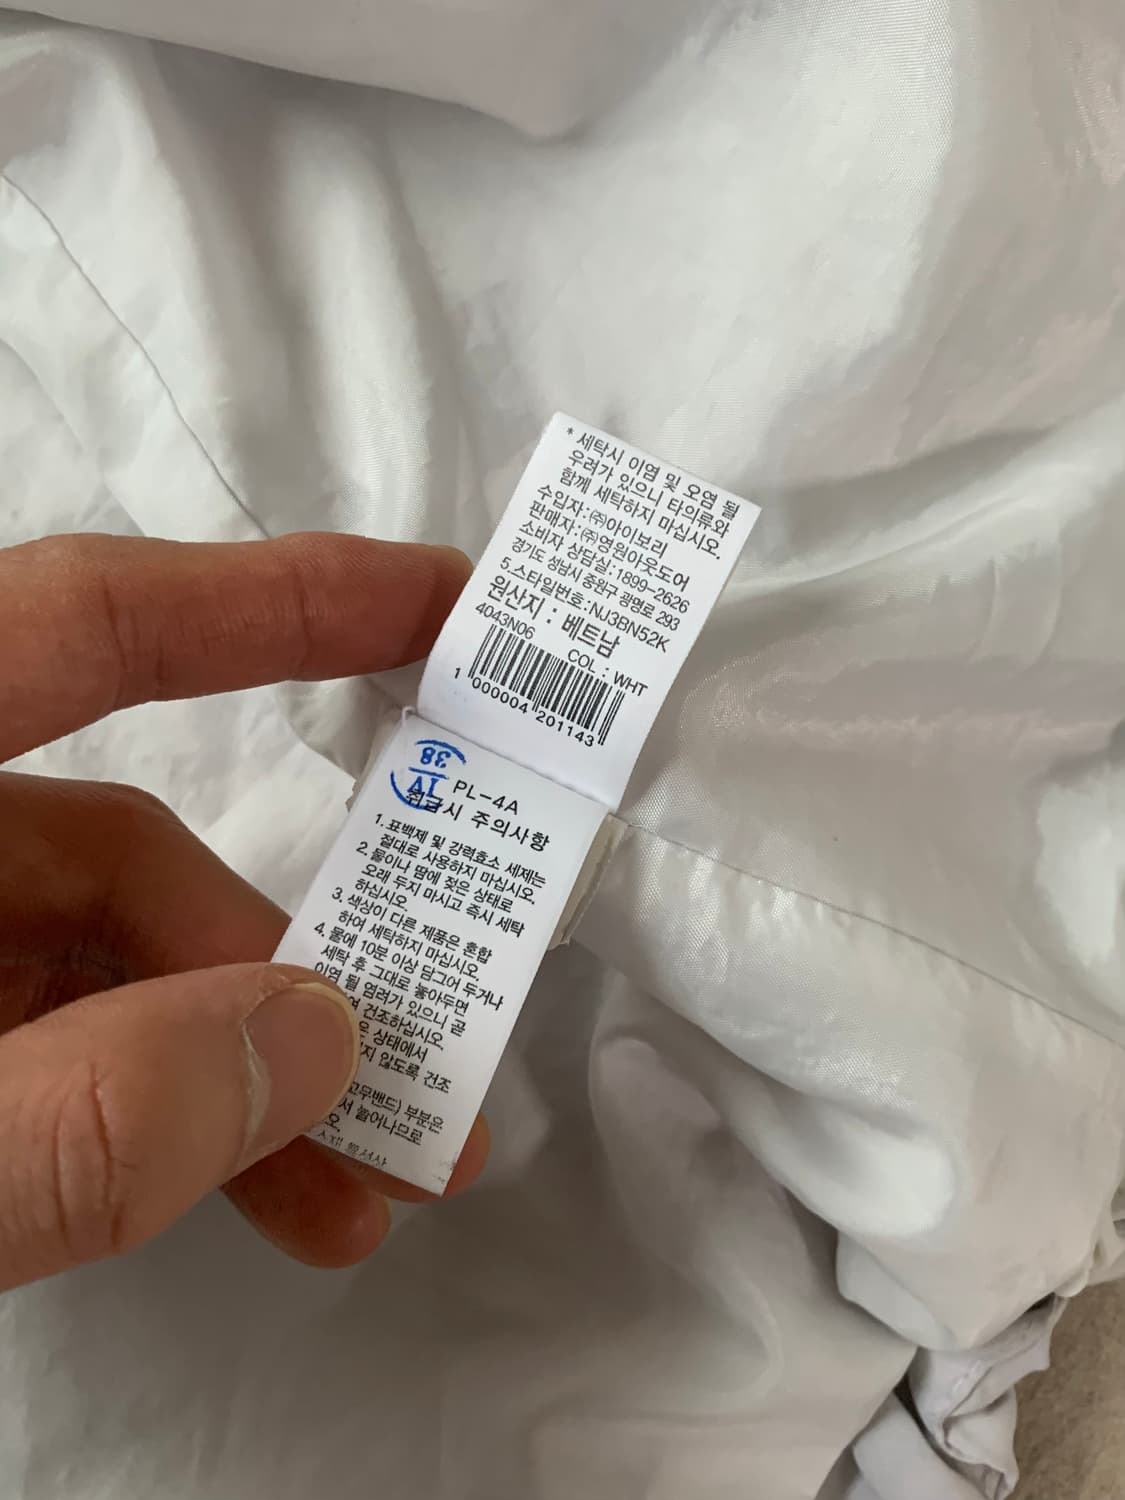 * 세탁시 이염 및 오염 될
우려가 있으니 타의류와
함께 세탁하지 마십시오.
수입자:㈜아이보리
판매자:㈜영원아웃도어
소비자 상담실:1899-2626
경기도 성남시 중원구 광명로 293
5.스타일번호:NJ3BN52K
원산지 : 베트남
4043N06 COL : WHT
1 000004 201143
38
IV
PL-4A
취급시 주의사항
1. 표백제 및 강력효소 세제는
절대로 사용하지 마십시오.
2. 물이나 땀에 젖은 상태로
오래 두지 마시고 즉시 세탁
하십시오.
3. 색상이 다른 제품은 혼합
하여 세탁하지 마십시오.
4. 물에 10분 이상 담그어 두거나
세탁 후 그대로 놓아두면
이염 될 염려가 있으니 곧
건조하십시오.
상태에서
않도록 건조
고무밴드) 부분은
늘어나므로